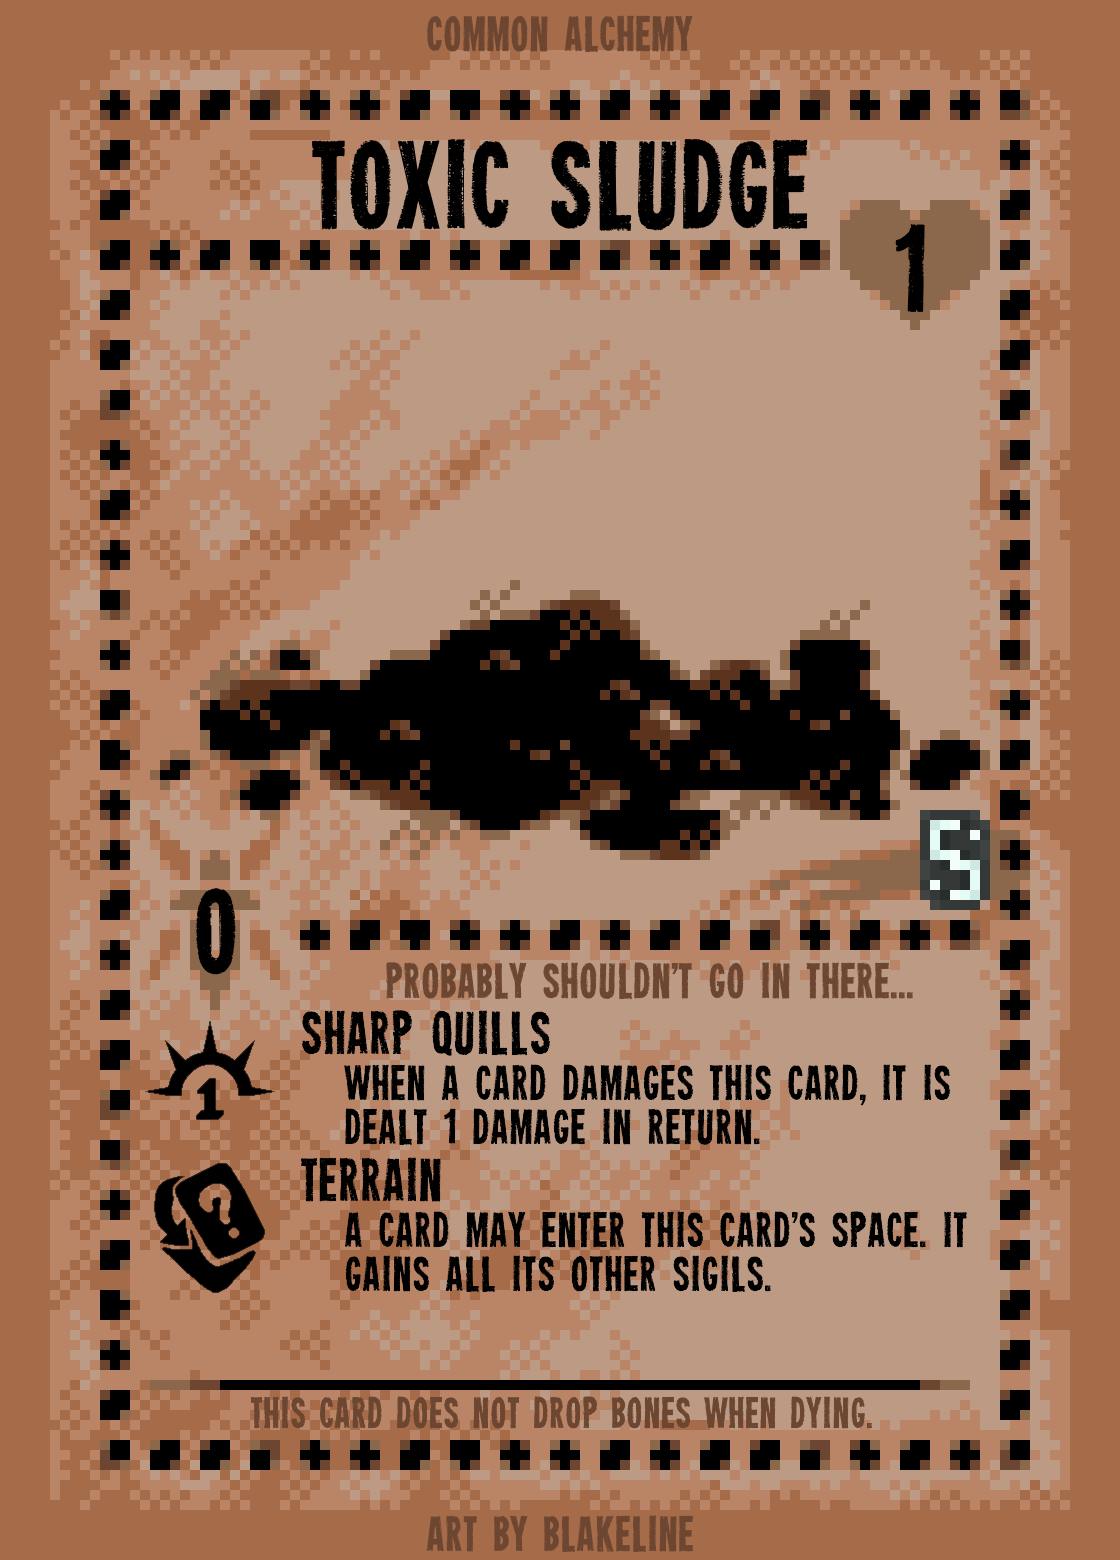 COMMON ALCHEMY
TOXIC SLUDGE
1
S
0
PROBABLY SHOULDN'T GO IN THERE...
SHARP QUILLS
1
WHEN A CARD DAMAGES THIS CARD, IT IS
DEALT 1 DAMAGE IN RETURN.
TERRAIN
?
A CARD MAY ENTER THIS CARD'S SPACE. IT
GAINS ALL ITS OTHER SIGILS.
THIS CARD DOES NOT DROP BONES WHEN DYING.
ART BY BLAKELINE